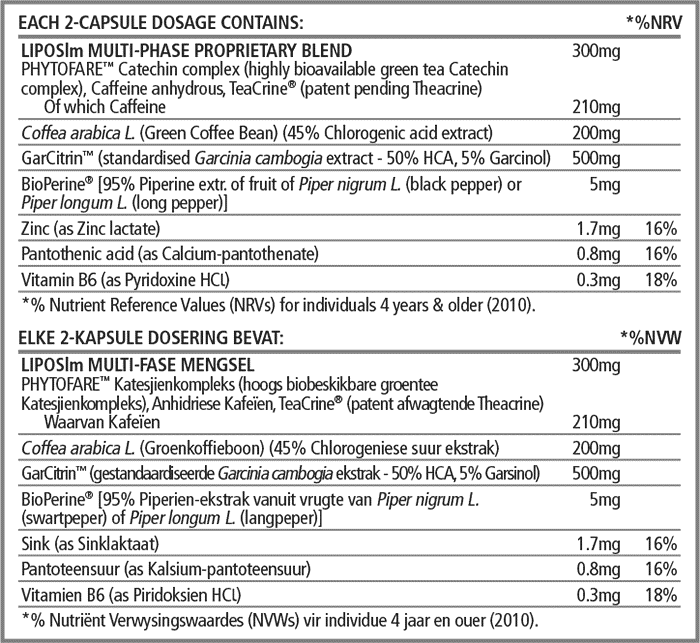 EACH 2-CAPSULE DOSAGE CONTAINS: *%NRV
LIPOSlm MULTI-PHASE PROPRIETARY BLEND 300mg
PHYTOFARE™ Catechin complex (highly bioavailable green tea Catechin
complex), Caffeine anhydrous, TeaCrine® (patent pending Theacrine)
Of which Caffeine 210mg
Coffea arabica L. (Green Coffee Bean) (45% Chlorogenic acid extract) 200mg
GarCitrin™ (standardised Garcinia cambogia extract - 50% HCA, 5% Garcinol) 500mg
BioPerine® [95% Piperine extr. of fruit of Piper nigrum L. (black pepper) or 5mg
Piper longum L. (long pepper)]
Zinc (as Zinc lactate) 1.7mg 16%
Pantothenic acid (as Calcium-pantothenate) 0.8mg 16%
Vitamin B6 (as Pyridoxine HCl) 0.3mg 18%
*% Nutrient Reference Values (NRVs) for individuals 4 years & older (2010).
ELKE 2-KAPSULE DOSERING BEVAT: *%NVW
LIPOSlm MULTI-FASE MENGSEL 300mg
PHYTOFARE™ Katesjienkompleks (hoogs biobeskikbare groentee
Katesjienkompleks), Anhidriese Kafeïen, TeaCrine® (patent afwagtende Theacrine)
Waarvan Kafeïen 210mg
Coffea arabica L. (Groenkoffieboon) (45% Chlorogeniese suur ekstrak) 200mg
GarCitrin™ (gestandaardiseerde Garcinia cambogia ekstrak - 50% HCA, 5% Garsinol) 500mg
BioPerine® [95% Piperien-ekstrak vanuit vrugte van Piper nigrum L. 5mg
(swartpeper) of Piper longum L. (langpeper)]
Sink (as Sinklaktaat) 1.7mg 16%
Pantoteensuur (as Kalsium-pantoteensuur) 0.8mg 16%
Vitamien B6 (as Piridoksien HCl) 0.3mg 18%
*% Nutriënt Verwysingswaardes (NVWs) vir individue 4 jaar en ouer (2010).